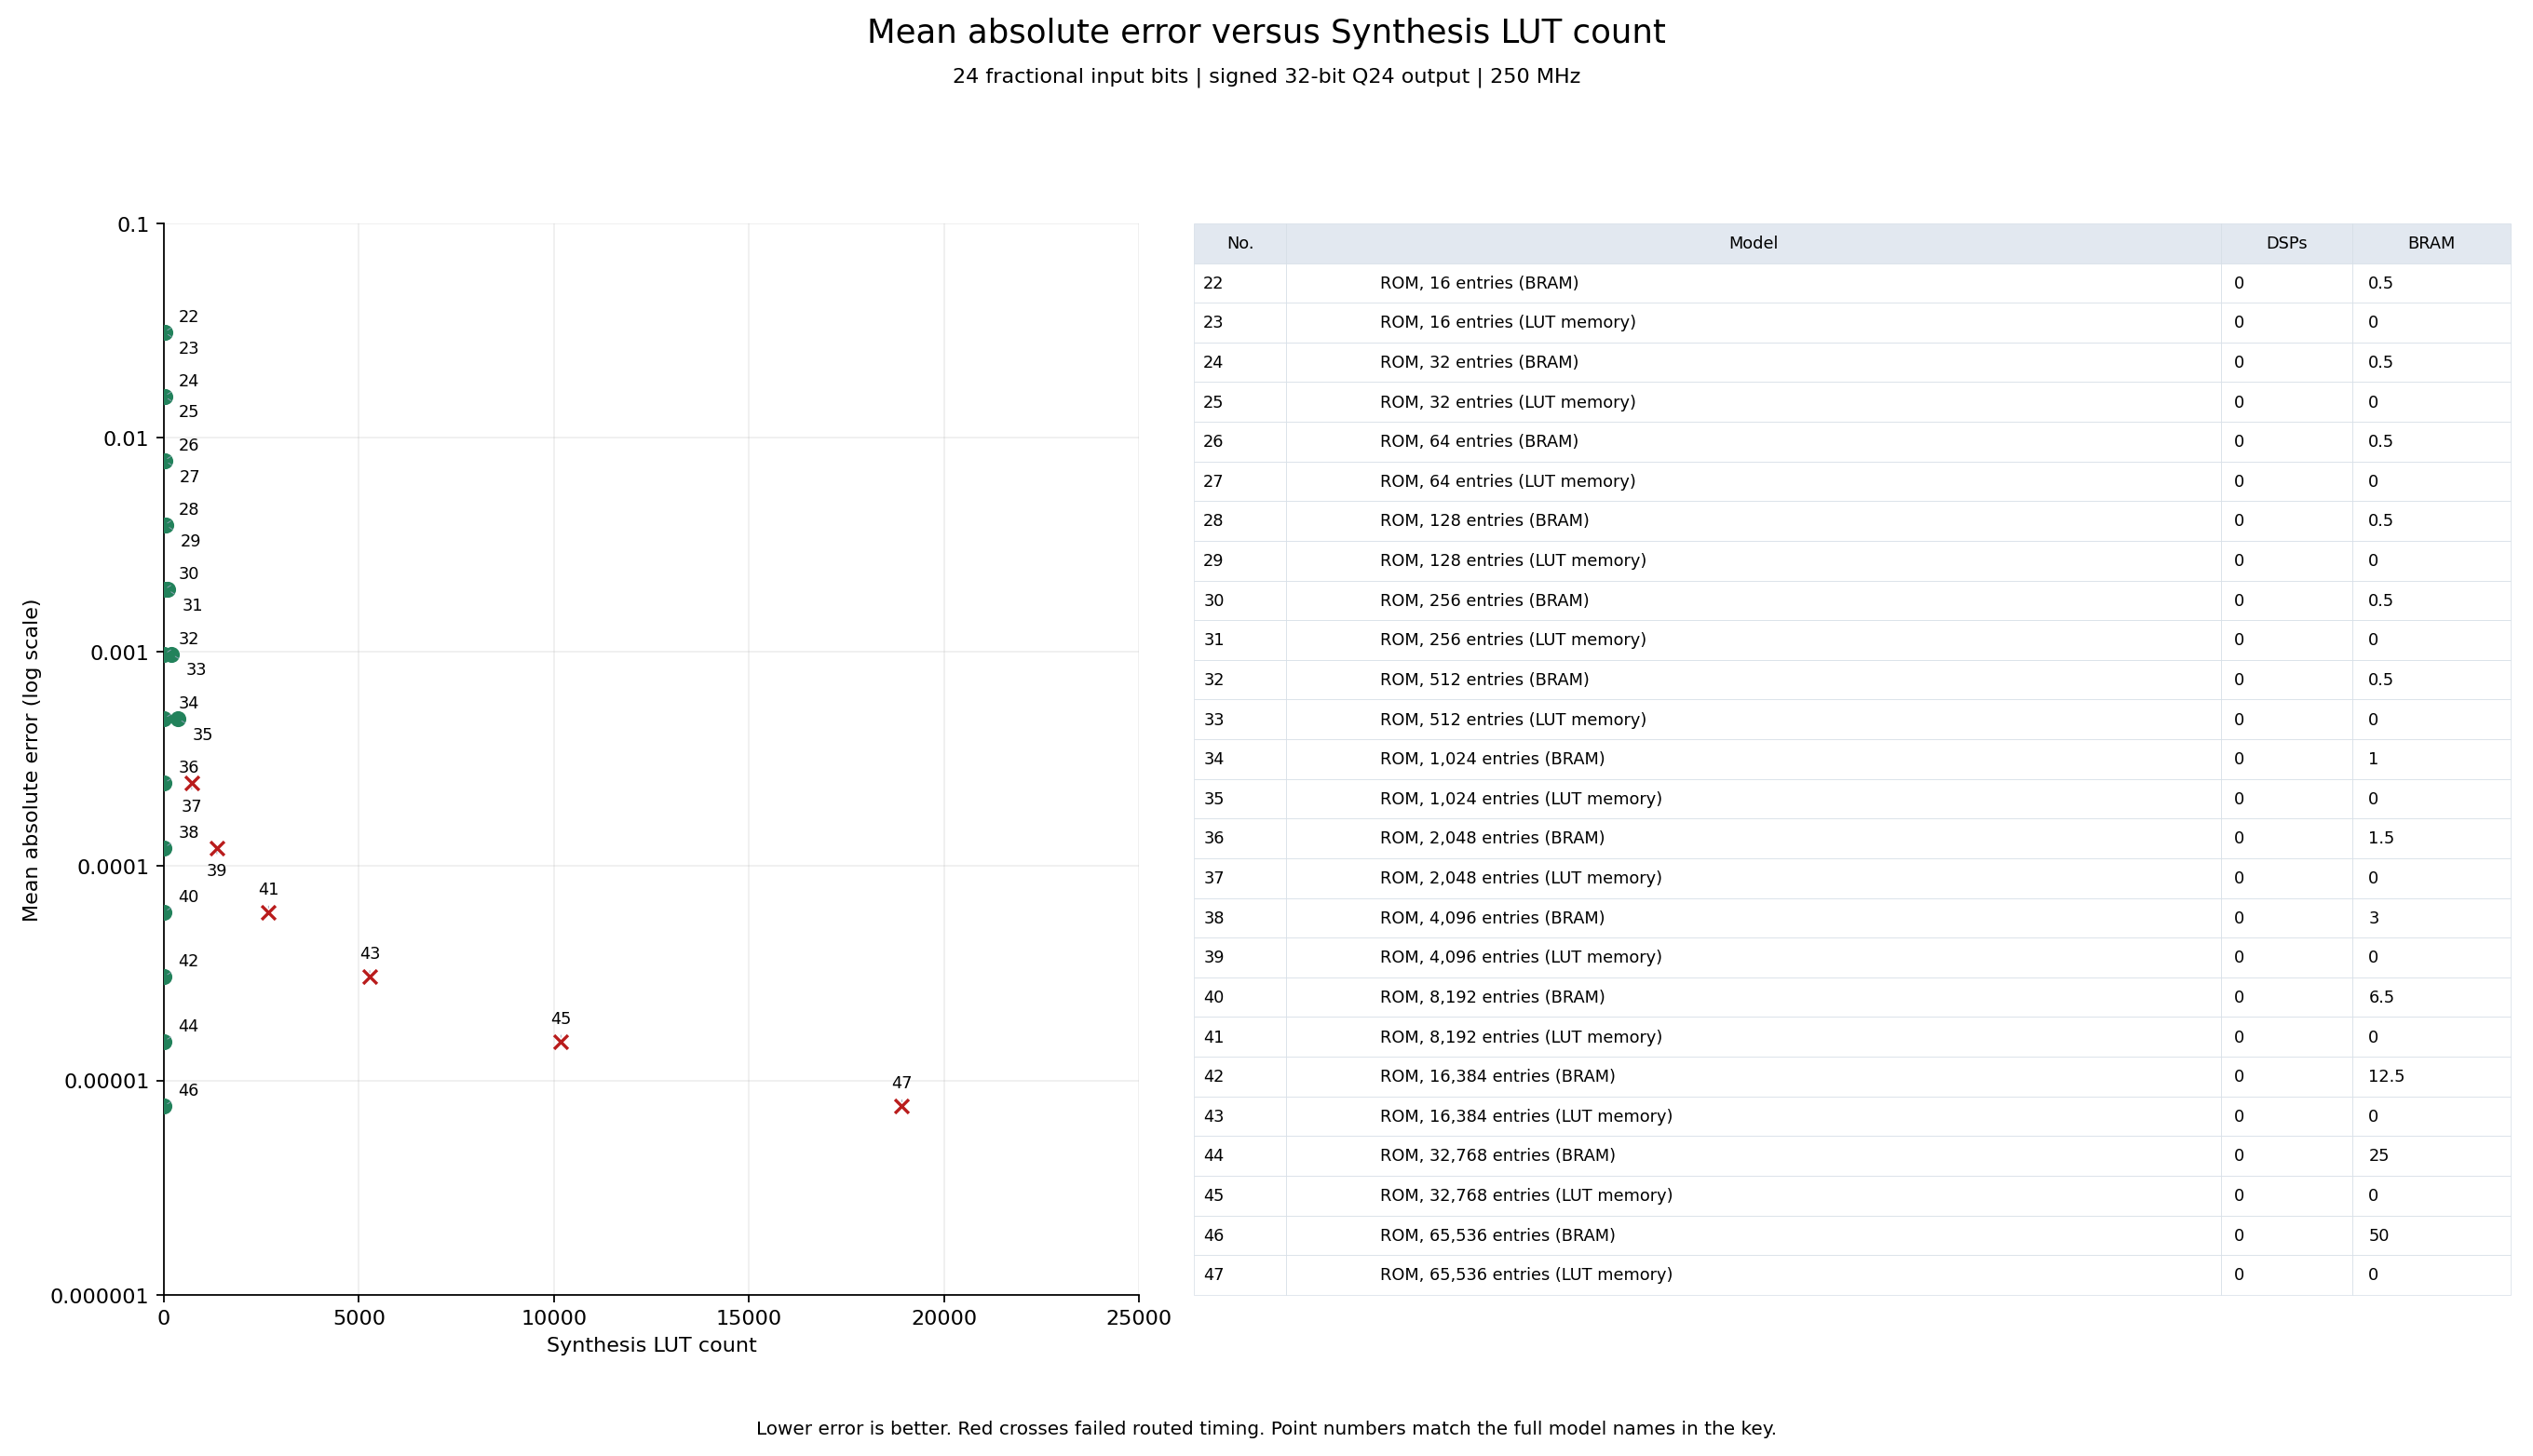 Mean absolute error versus Synthesis LUT count
24 fractional input bits | signed 32-bit Q24 output | 250 MHz
Mean absolute error (log scale)
0.1
0.01
0.001
0.0001
0.00001
0.000001
22
23
24
25
26
27
28
29
30
31
32
33
34
35
36
37
38
39
40
41
42
43
44
45
46
47
0 5000 10000 15000 20000 25000
Synthesis LUT count
No. Model DSPs BRAM
22 ROM, 16 entries (BRAM) 0 0.5
23 ROM, 16 entries (LUT memory) 0 0
24 ROM, 32 entries (BRAM) 0 0.5
25 ROM, 32 entries (LUT memory) 0 0
26 ROM, 64 entries (BRAM) 0 0.5
27 ROM, 64 entries (LUT memory) 0 0
28 ROM, 128 entries (BRAM) 0 0.5
29 ROM, 128 entries (LUT memory) 0 0
30 ROM, 256 entries (BRAM) 0 0.5
31 ROM, 256 entries (LUT memory) 0 0
32 ROM, 512 entries (BRAM) 0 0.5
33 ROM, 512 entries (LUT memory) 0 0
34 ROM, 1,024 entries (BRAM) 0 1
35 ROM, 1,024 entries (LUT memory) 0 0
36 ROM, 2,048 entries (BRAM) 0 1.5
37 ROM, 2,048 entries (LUT memory) 0 0
38 ROM, 4,096 entries (BRAM) 0 3
39 ROM, 4,096 entries (LUT memory) 0 0
40 ROM, 8,192 entries (BRAM) 0 6.5
41 ROM, 8,192 entries (LUT memory) 0 0
42 ROM, 16,384 entries (BRAM) 0 12.5
43 ROM, 16,384 entries (LUT memory) 0 0
44 ROM, 32,768 entries (BRAM) 0 25
45 ROM, 32,768 entries (LUT memory) 0 0
46 ROM, 65,536 entries (BRAM) 0 50
47 ROM, 65,536 entries (LUT memory) 0 0
Lower error is better. Red crosses failed routed timing. Point numbers match the full model names in the key.